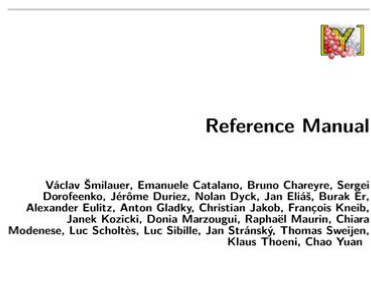 [Y]
Reference Manual
Václav Šmilauer, Emanuele Catalano, Bruno Chareyre, Sergei
Dorofeenko, Jérôme Duriez, Nolan Dyck, Jan Eliáš, Burak Er,
Alexander Eulitz, Anton Gladky, Christian Jakob, François Kneib,
Janek Kozicki, Donia Marzougui, Raphaël Maurin, Chiara
Modenese, Luc Scholtès, Luc Sibille, Jan Stránský, Thomas Sweijen,
Klaus Thoeni, Chao Yuan